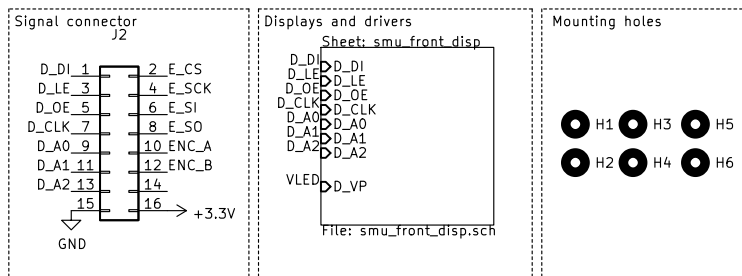 Signal connector
J2
D_DI 1 2 E_CS
D_LE 3 4 E_SCK
D_OE 5 6 E_SI
D_CLK 7 8 E_SO
D_A0 9 10 ENC_A
D_A1 11 12 ENC_B
D_A2 13 14
15 16 +3.3V
GND
Displays and drivers
Sheet: smu_front_disp
D_DI D_DI
D_LE D_LE
D_OE D_OE
D_CLK D_CLK
D_A0 D_A0
D_A1 D_A1
D_A2 D_A2
VLED D_VP
File: smu_front_disp.sch
Mounting holes
H1 H3 H5
H2 H4 H6